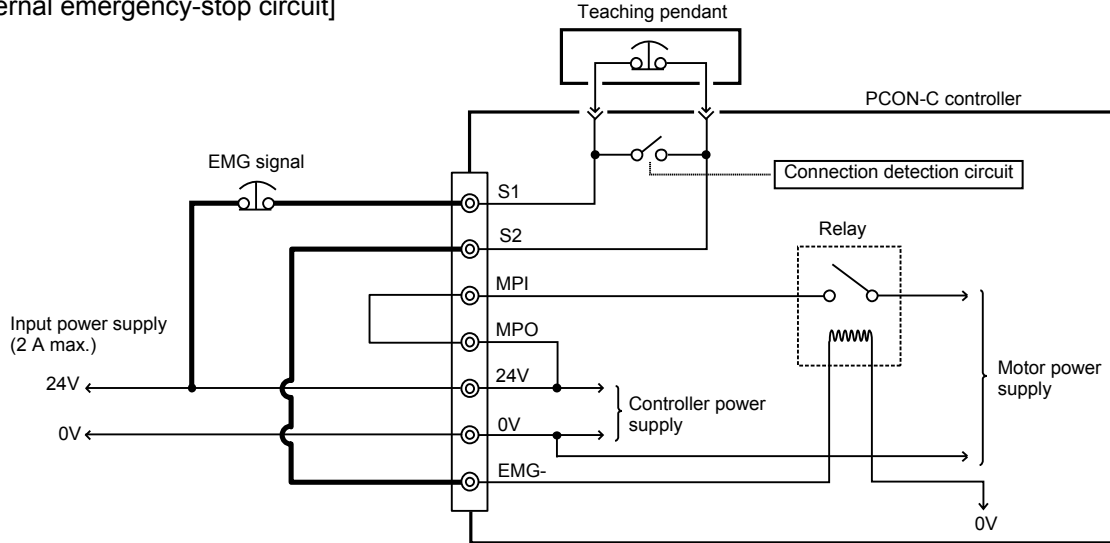 ernal emergency-stop circuit]
Teaching pendant
PCON-C controller
EMG signal
Connection detection circuit
S1
S2
Relay
MPI
Input power supply
(2 A max.)
MPO
24V
24V
Motor power
supply
Controller power
supply
0V
0V
EMG-
0V